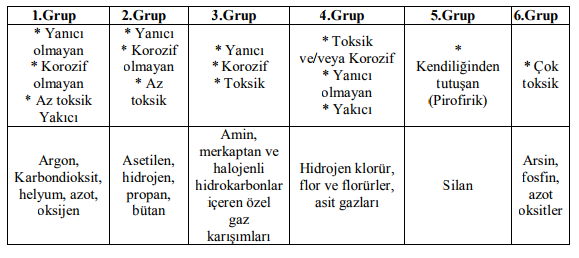 1.Grup
2.Grup
3.Grup
4.Grup
5.Grup
6.Grup
* Yanıcı
olmayan
* Korozif
olmayan
* Az toksik
Yakıcı
* Yanıcı
* Korozif
olmayan
* Az
toksik
* Yanıcı
* Korozif
* Toksik
* Toksik
ve/veya Korozif
* Yanıcı
olmayan
* Yakıcı
*
Kendiliğinden
tutuşan
(Pirofirik)
* Çok
toksik
Argon,
Karbondioksit,
helyum, azot,
oksijen
Asetilen,
hidrojen,
propan,
bütan
Amin,
merkaptan ve
halojenli
hidrokarbonlar
içeren özel
gaz
karışımları
Hidrojen klorür,
flor ve florürler,
asit gazları
Silan
Arsin,
fosfin,
azot
oksitler